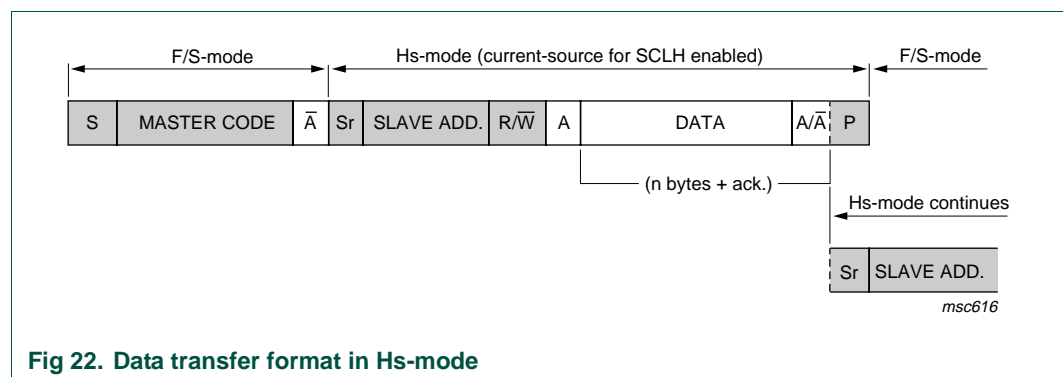 F/S-mode Hs-mode (current-source for SCLH enabled) F/S-mode
S MASTER CODE A̅ Sr SLAVE ADD. R/W̅ A DATA A/A̅ P
(n bytes + ack.)
Hs-mode continues
Sr SLAVE ADD.
msc616
Fig 22. Data transfer format in Hs-mode